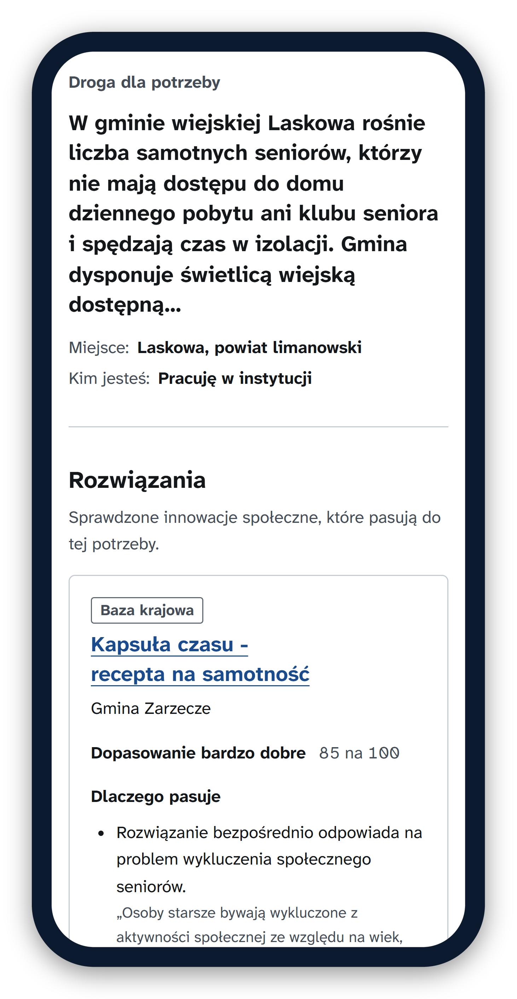 Droga dla potrzeby
W gminie wiejskiej Laskowa rośnie
liczba samotnych seniorów, którzy
nie mają dostępu do domu
dziennego pobytu ani klubu seniora
i spędzają czas w izolacji. Gmina
dysponuje świetlicą wiejską
dostępną...
Miejsce: Laskowa, powiat limanowski
Kim jesteś: Pracuję w instytucji
Rozwiązania
Sprawdzone innowacje społeczne, które pasują do
tej potrzeby.
Baza krajowa
Kapsuła czasu -
recepta na samotność
Gmina Zarzecze
Dopasowanie bardzo dobre 85 na 100
Dlaczego pasuje
• Rozwiązanie bezpośrednio odpowiada na
problem wykluczenia społecznego
seniorów.
„Osoby starsze bywają wykluczone z
aktywności społecznej ze względu na wiek,